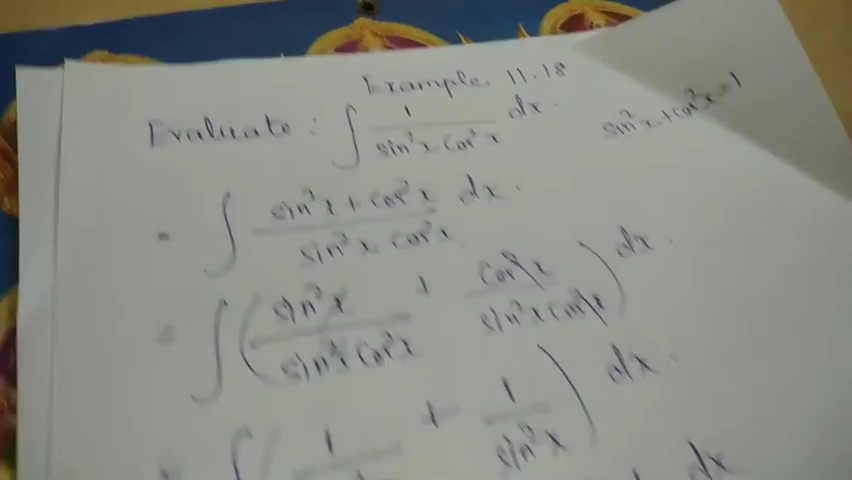 Example 11.18
Evaluate : ∫ 1/(sin²x cos²x) dx. sin²x + cos²x = 1
= ∫ (sin²x + cos²x)/(sin²x cos²x) dx.
= ∫ (sin²x/(sin²x cos²x) + cos²x/(sin²x cos²x)) dx.
= ∫ (1/ + 1/sin²x) dx.
dx